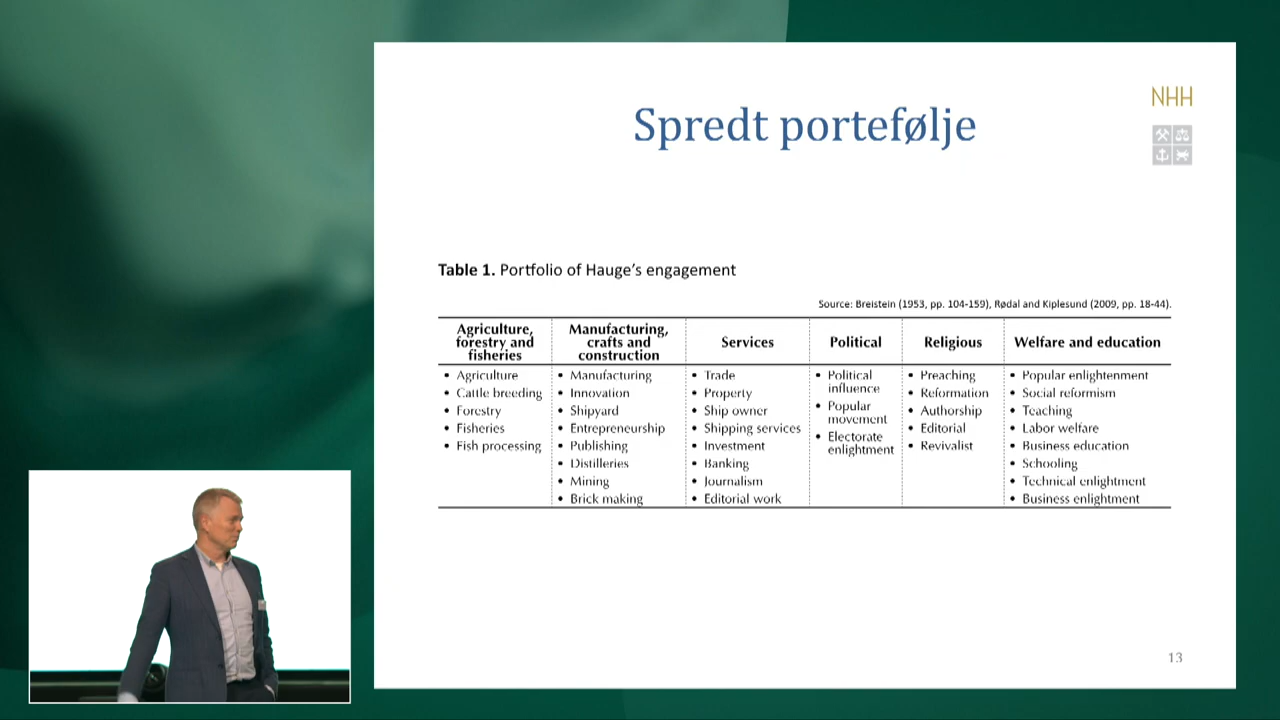 NHH
Spredt portefølje
Table 1. Portfolio of Hauge's engagement
Source: Breistein (1953, pp. 104-159), Rødal and Kiplesund (2009, pp. 18-44).
Agriculture,
forestry and
fisheries
• Agriculture
• Cattle breeding
• Forestry
• Fisheries
• Fish processing
Manufacturing,
crafts and
construction
• Manufacturing
• Innovation
• Shipyard
• Entrepreneurship
• Publishing
• Distilleries
• Mining
• Brick making
Services
• Trade
• Property
• Ship owner
• Shipping services
• Investment
• Banking
• Journalism
• Editorial work
Political
• Political
influence
• Popular
movement
• Electorate
enlightment
Religious
• Preaching
• Reformation
• Authorship
• Editorial
• Revivalist
Welfare and education
• Popular enlightenment
• Social reformism
• Teaching
• Labor welfare
• Business education
• Schooling
• Technical enlightment
• Business enlightment
13